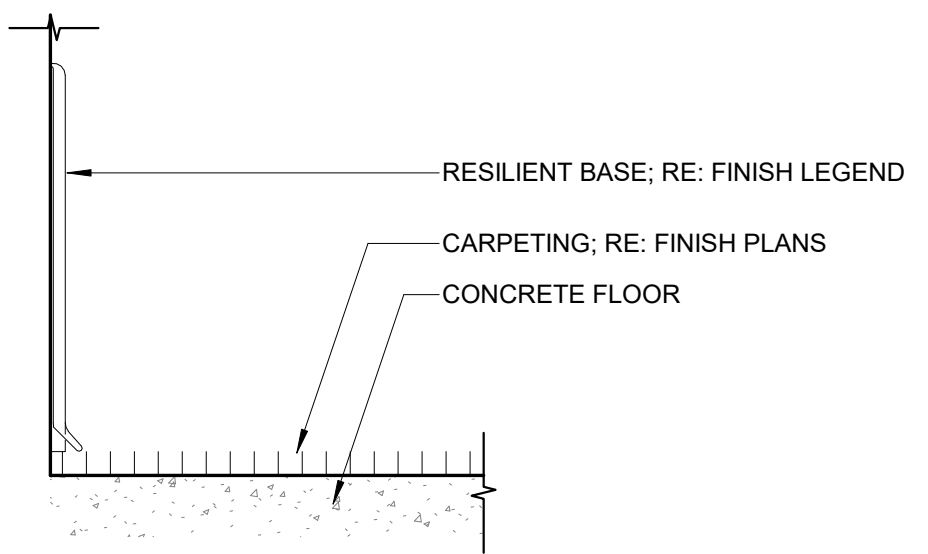 RESILIENT BASE; RE: FINISH LEGEND
CARPETING; RE: FINISH PLANS
CONCRETE FLOOR